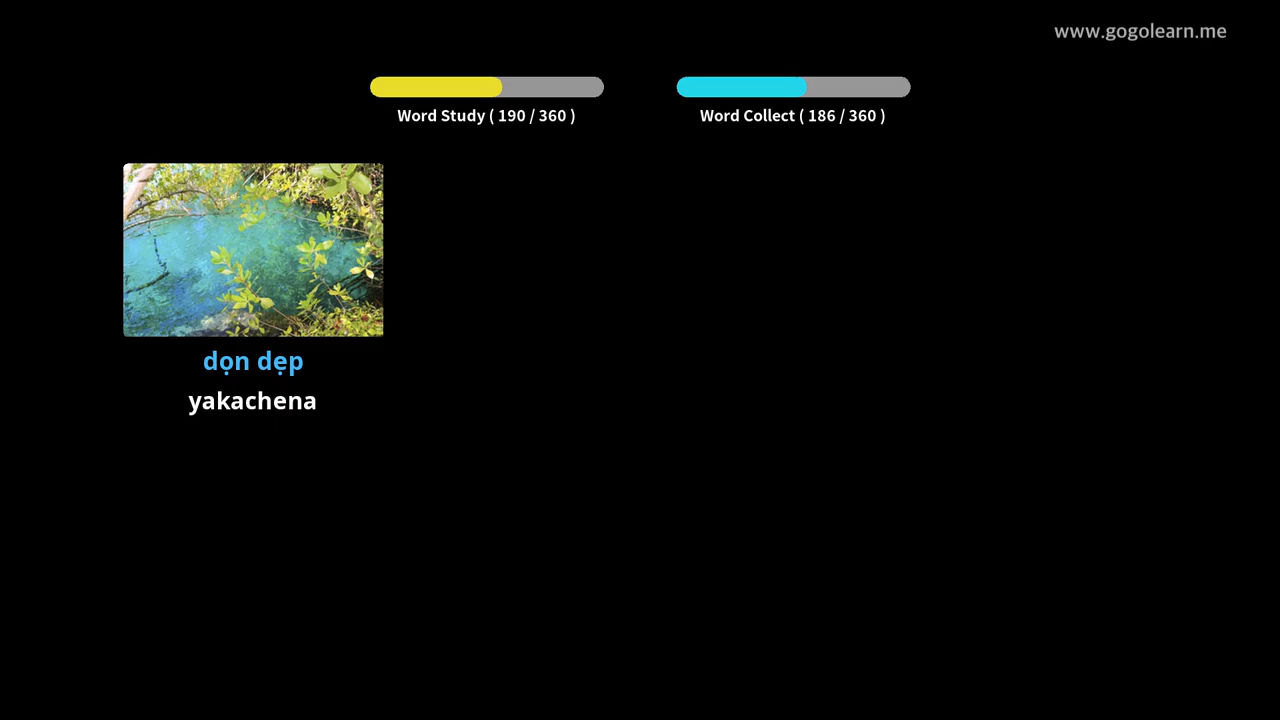 www.gogolearn.me
Word Study ( 190 / 360 )
Word Collect ( 186 / 360 )
dọn dẹp
yakachena